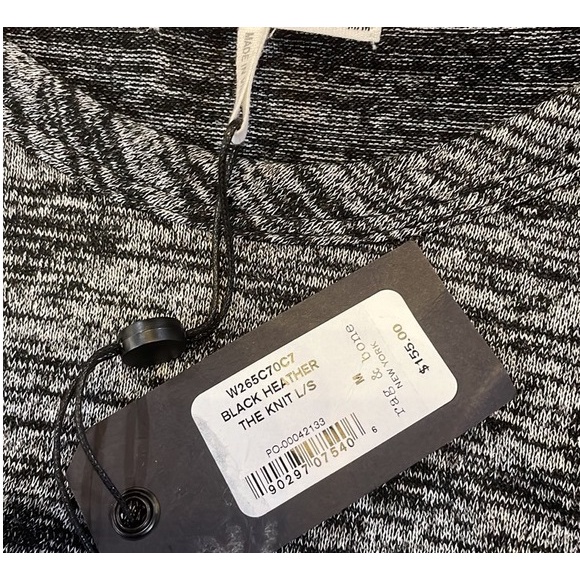 MADE IN
W265C70C7
BLACK HEATHER
THE KNIT L/S
PO.00042133
90297 07540 6
M
rag & bone
NEW YORK
$155.00